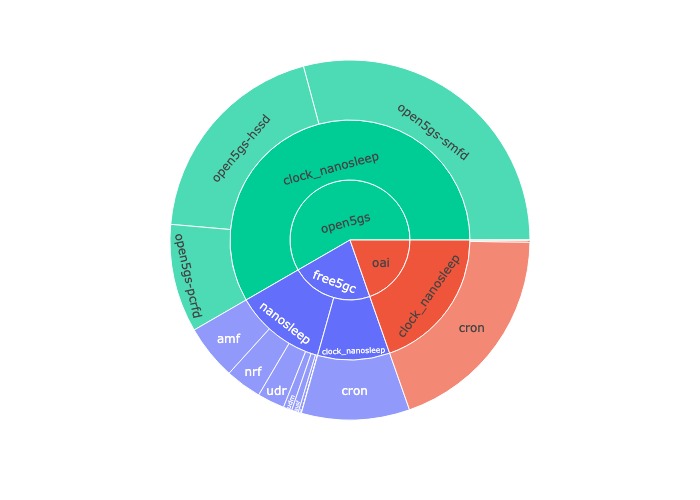 open5gs-smfd
open5gs-hssd
clock_nanosleep
open5gs
open5gs-pcrfd
oai
clock_nanosleep
cron
free5gc
nanosleep
clock_nanosleep
amf
nrf
udr
cron